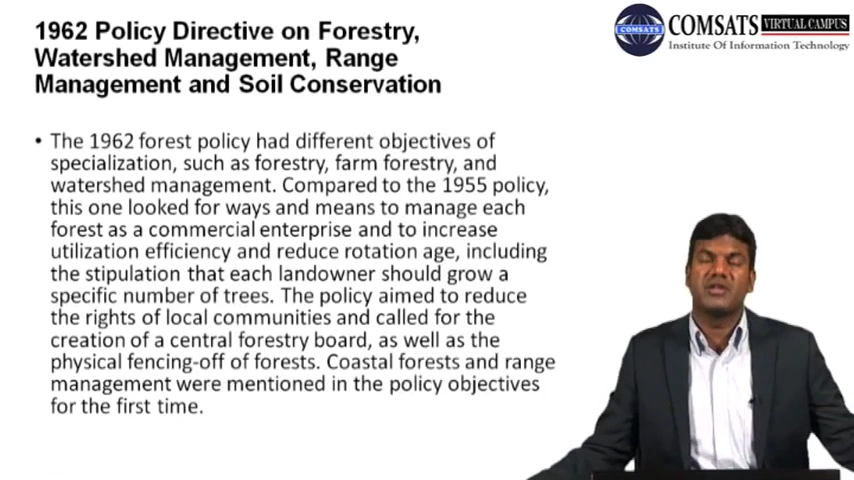 1962 Policy Directive on Forestry,
Watershed Management, Range
Management and Soil Conservation
COMSATS
COMSATS VIRTUAL CAMPUS
Institute Of Information Technology
• The 1962 forest policy had different objectives of
specialization, such as forestry, farm forestry, and
watershed management. Compared to the 1955 policy,
this one looked for ways and means to manage each
forest as a commercial enterprise and to increase
utilization efficiency and reduce rotation age, including
the stipulation that each landowner should grow a
specific number of trees. The policy aimed to reduce
the rights of local communities and called for the
creation of a central forestry board, as well as the
physical fencing-off of forests. Coastal forests and range
management were mentioned in the policy objectives
for the first time.